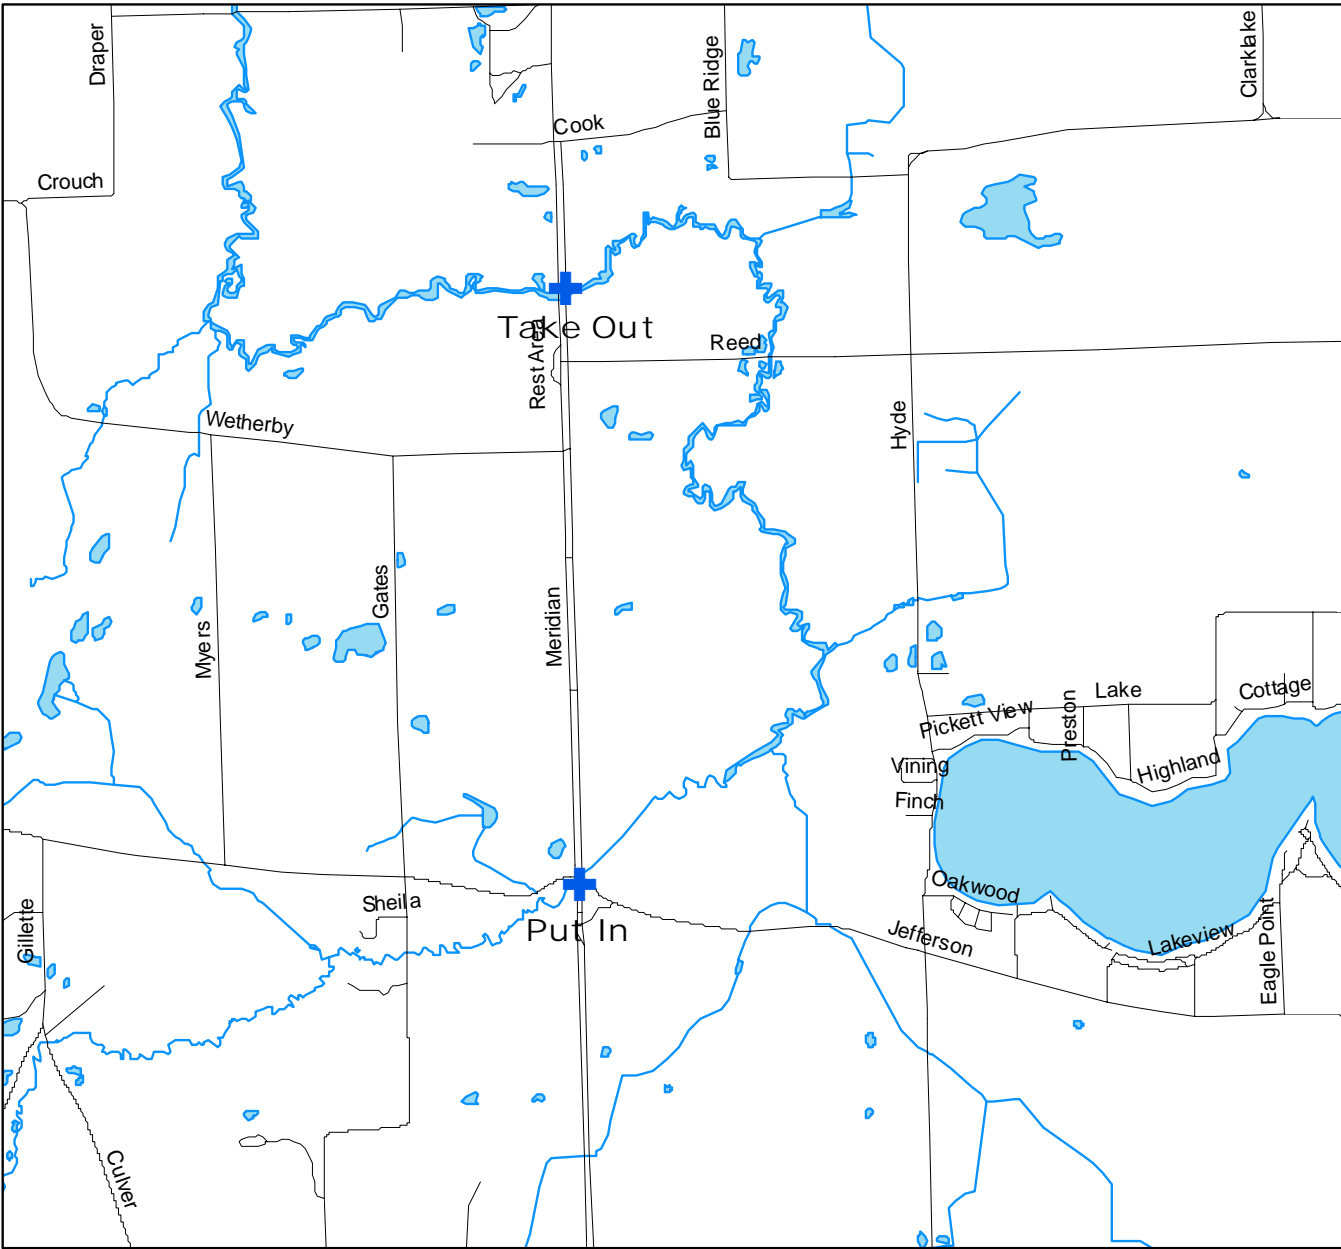 Draper
Blue Ridge
Clarklake
Cook
Crouch
Take Out
Rest Area
Reed
Wetherby
Hyde
Gates
Meridian
Myers
Lake
Cottage
Preston
Pickett View
Vining
Highland
Finch
Oakwood
Sheila
Gillette
Put In
Jefferson
Lakeview
Eagle Point
Culver